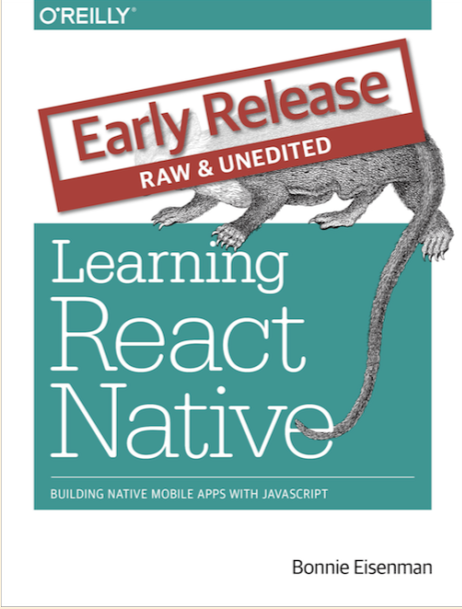 O'REILLY®
Early Release
RAW & UNEDITED
Learning
React
Native
BUILDING NATIVE MOBILE APPS WITH JAVASCRIPT
Bonnie Eisenman